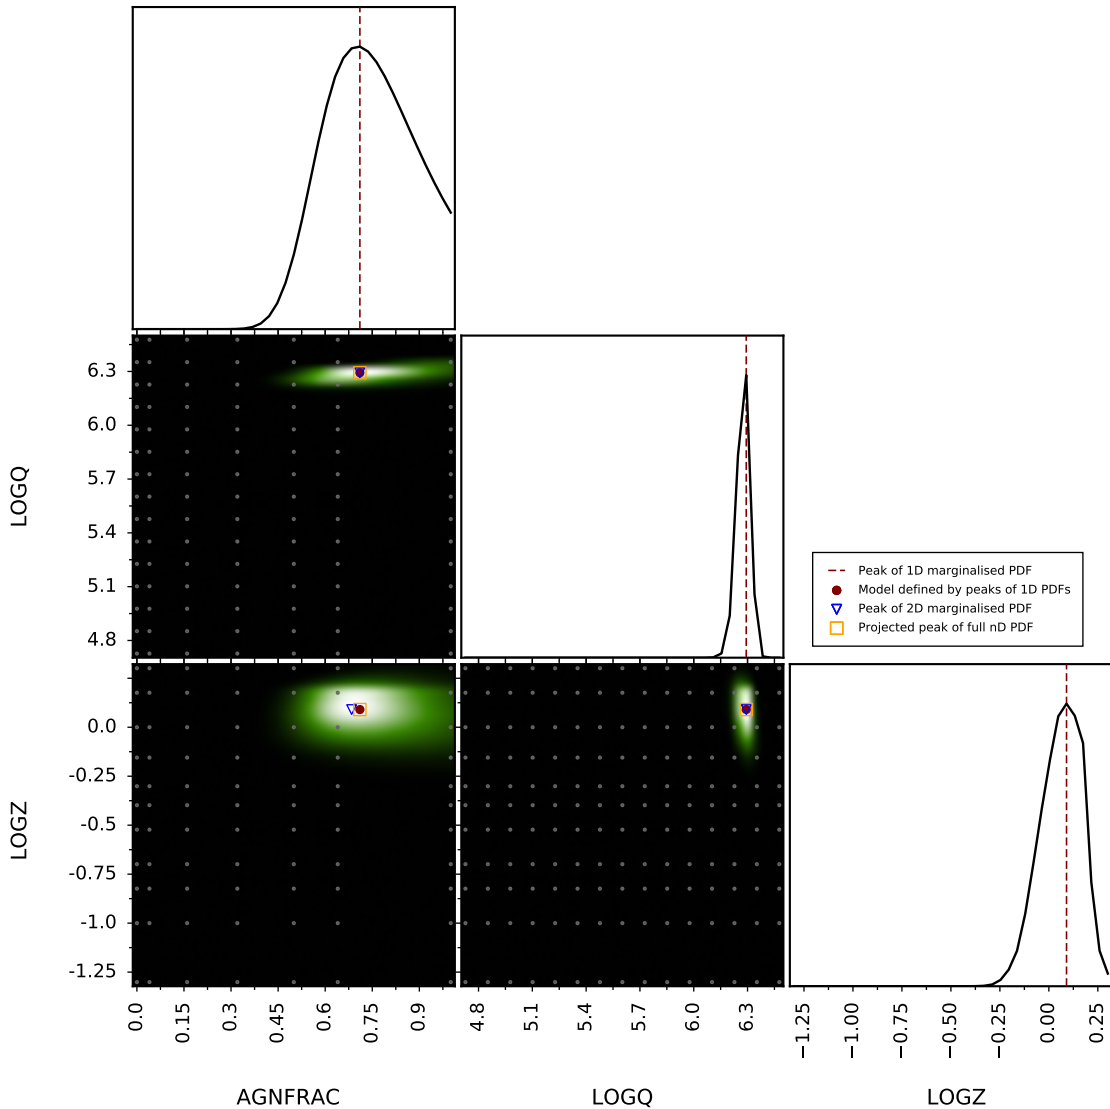 6.3
6.0
5.7
5.4
5.1
4.8
LOGQ
Peak of 1D marginalised PDF
Model defined by peaks of 1D PDFs
Peak of 2D marginalised PDF
Projected peak of full nD PDF
0.0
-0.25
-0.5
-0.75
-1.0
-1.25
LOGZ
0.0 0.15 0.3 0.45 0.6 0.75 0.9
4.8 5.1 5.4 5.7 6.0 6.3
−1.25 −1.00 −0.75 −0.50 −0.25 0.00 0.25
AGNFRAC LOGQ LOGZ